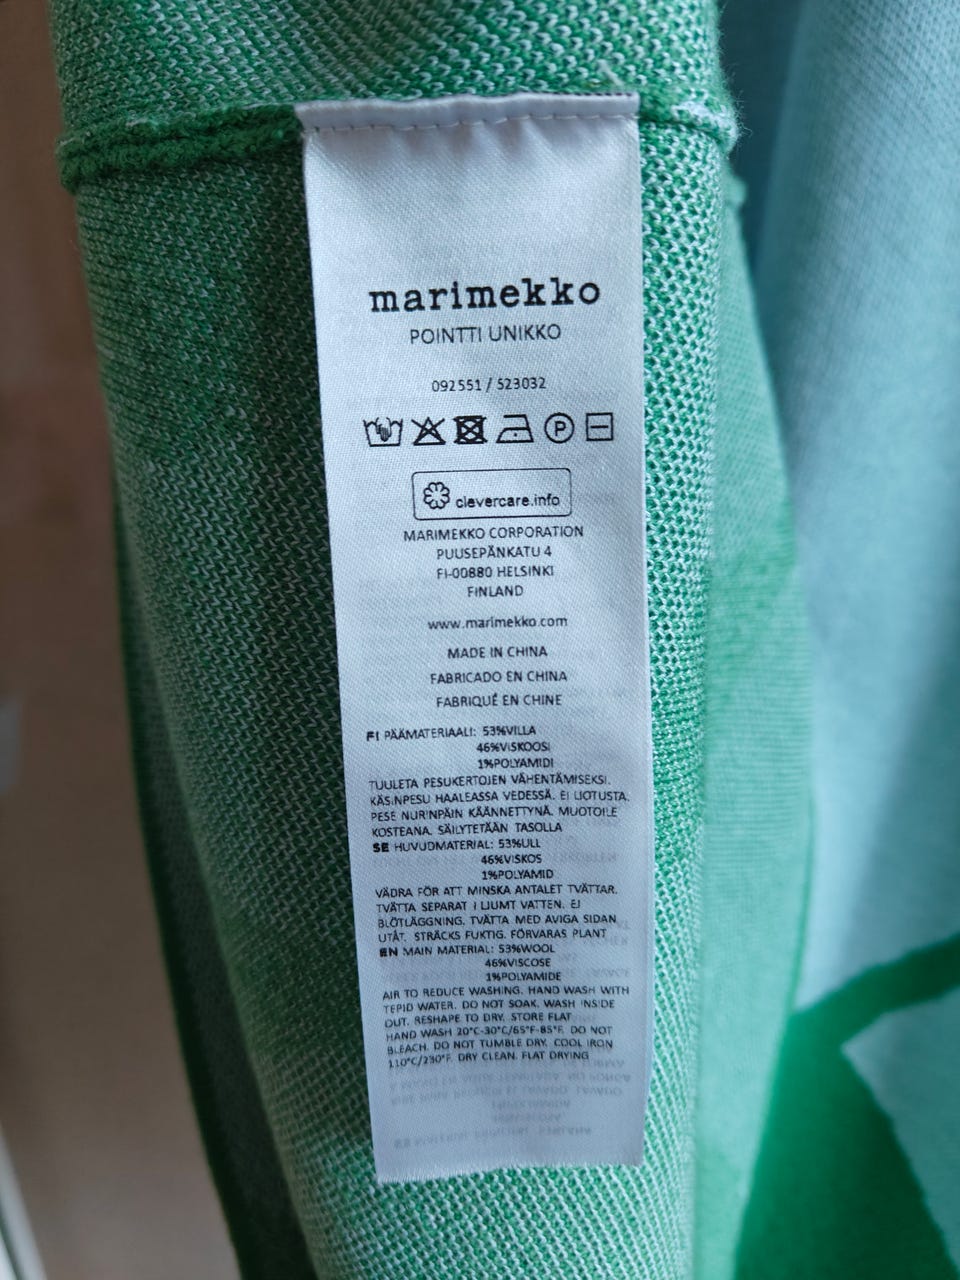 marimekko
POINTTI UNIKKO
092551 / 523032
P
clevercare.info
MARIMEKKO CORPORATION
PUUSEPÄNKATU 4
FI-00880 HELSINKI
FINLAND
www.marimekko.com
MADE IN CHINA
FABRICADO EN CHINA
FABRIQUÉ EN CHINE
FI PÄÄMATERIAALI: 53%VILLA
46%VISKOOSI
1%POLYAMIDI
TUULETA PESUKERTOJEN VÄHENTÄMISEKSI.
KÄSINPESU HAALEASSA VEDESSÄ. EI LIOTUSTA.
PESE NURINPÄIN KÄÄNNETTYNÄ. MUOTOILE
KOSTEANA. SÄILYTETÄÄN TASOLLA
SE HUVUDMATERIAL: 53%ULL
46%VISKOS
1%POLYAMID
VÄDRA FÖR ATT MINSKA ANTALET TVÄTTAR.
TVÄTTA SEPARAT I LJUMT VATTEN. EJ
BLÖTLÄGGNING. TVÄTTA MED AVIGA SIDAN
UTÅT. STRÄCKS FUKTIG. FÖRVARAS PLANT
EN MAIN MATERIAL: 53%WOOL
46%VISCOSE
1%POLYAMIDE
AIR TO REDUCE WASHING. HAND WASH WITH
TEPID WATER. DO NOT SOAK. WASH INSIDE
OUT. RESHAPE TO DRY. STORE FLAT
HAND WASH 20°C-30°C/65°F-85°F. DO NOT
BLEACH. DO NOT TUMBLE DRY. COOL IRON
110°C/230°F. DRY CLEAN. FLAT DRYING